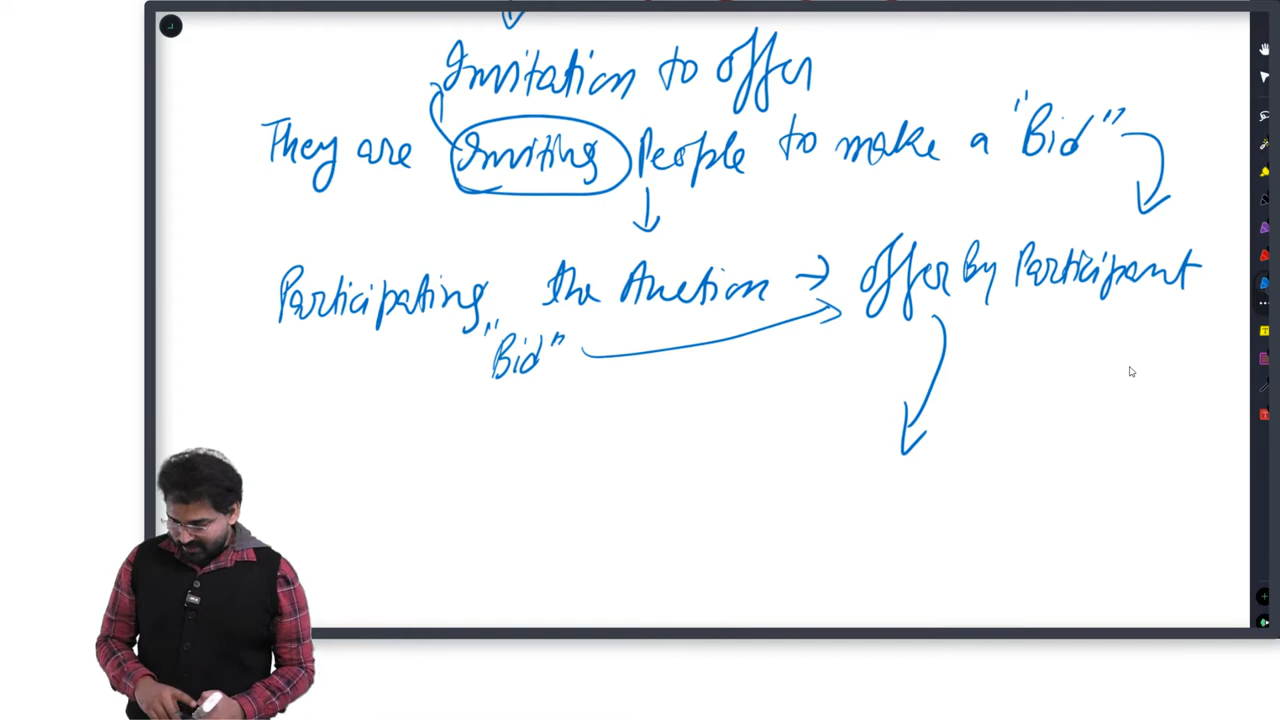 Invitation to offer
They are Inviting People to make a "Bid"
Participating the Auction → offer By Participant
"Bid"